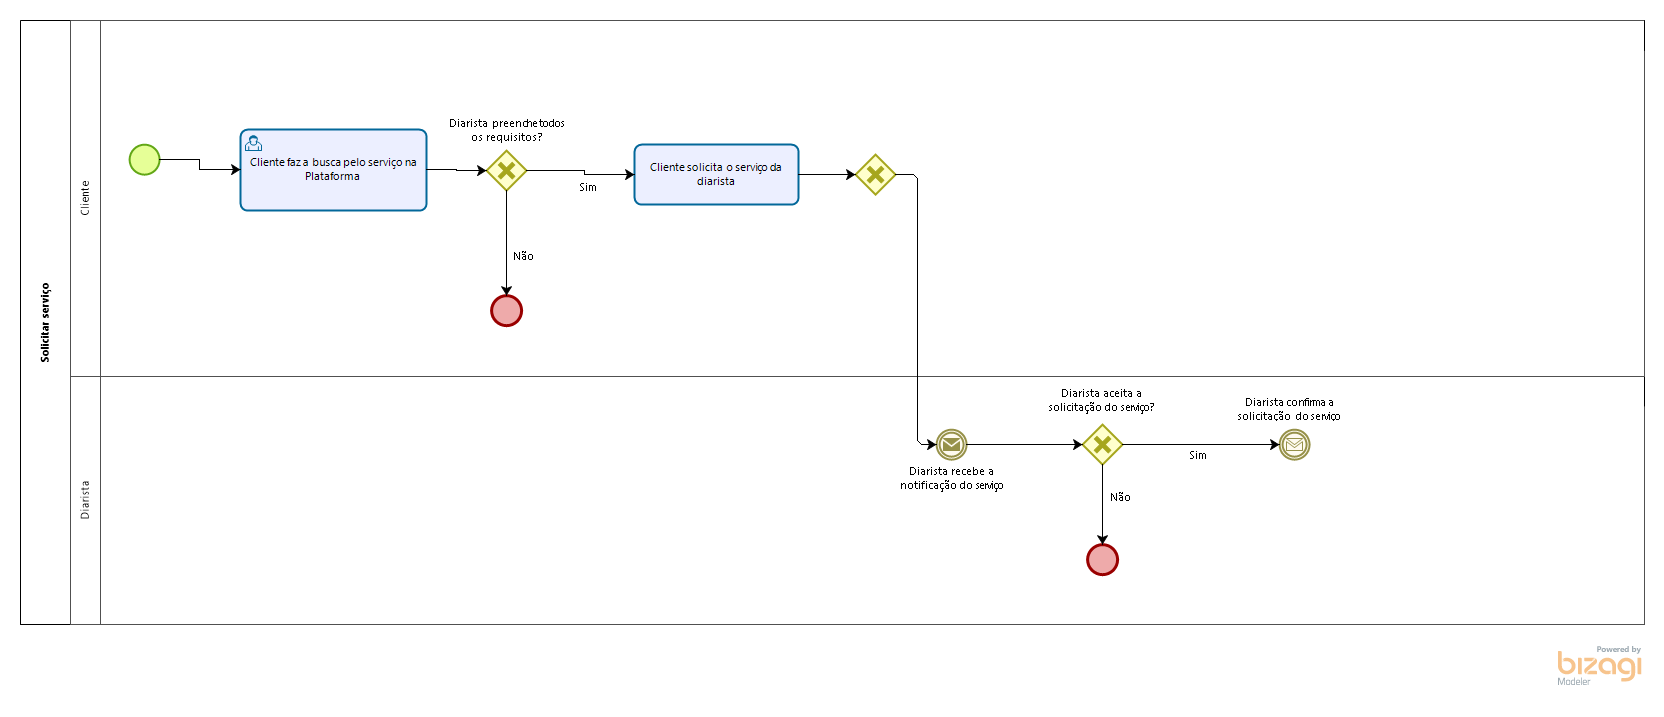 Solicitar serviço
Cliente
Diarista preenchetodos
os requisitos?
Cliente faz a busca pelo serviço na
Plataforma
Sim
Cliente solicita o serviço da
diarista
Não
Diarista
Diarista aceita a
solicitação do serviço?
Diarista confirma a
solicitação do serviço
Sim
Diarista recebe a
notificação do serviço
Não
Powered by
bizagi
Modeler